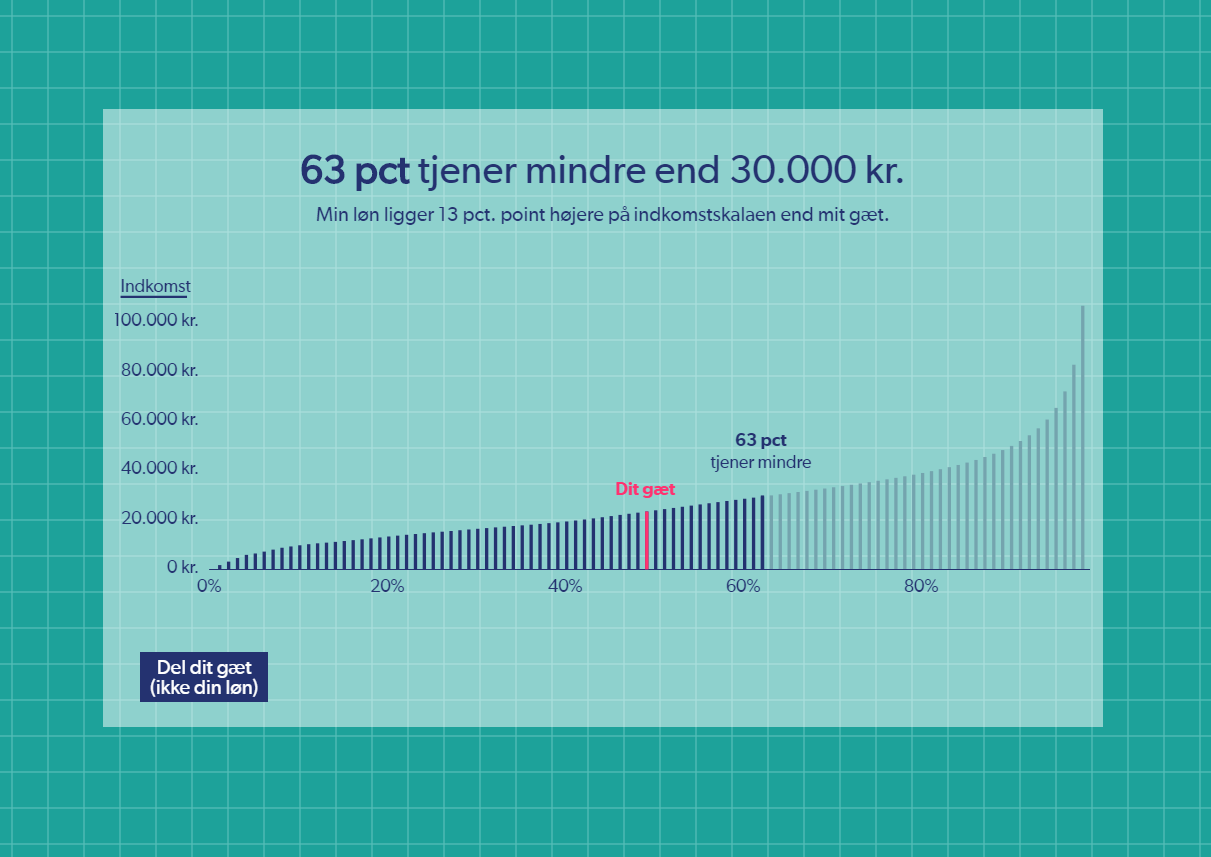 63 pct tjener mindre end 30.000 kr.
Min løn ligger 13 pct. point højere på indkomstskalaen end mit gæt.
Indkomst
100.000 kr.
80.000 kr.
60.000 kr.
40.000 kr.
20.000 kr.
0 kr.
63 pct
tjener mindre
Dit gæt
0%
20%
40%
60%
80%
Del dit gæt
(ikke din løn)